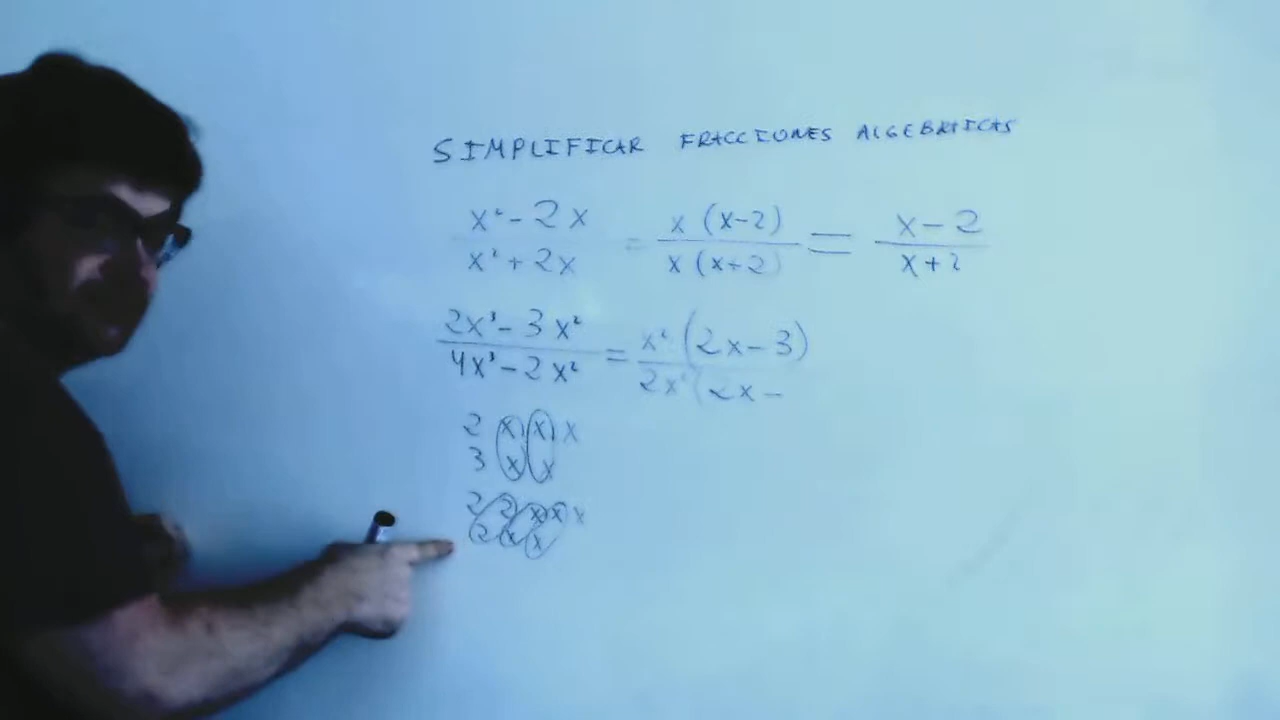 SIMPLIFICAR FRACCIONES ALGEBRAICAS
x² - 2x / x² + 2x = x (x-2) / x (x+2) = x - 2 / x + 2
2x³ - 3x² / 4x³ - 2x² = x² (2x - 3) / 2x² (2x -
2 x x x
3 x x
2 2 x x x
2 x x